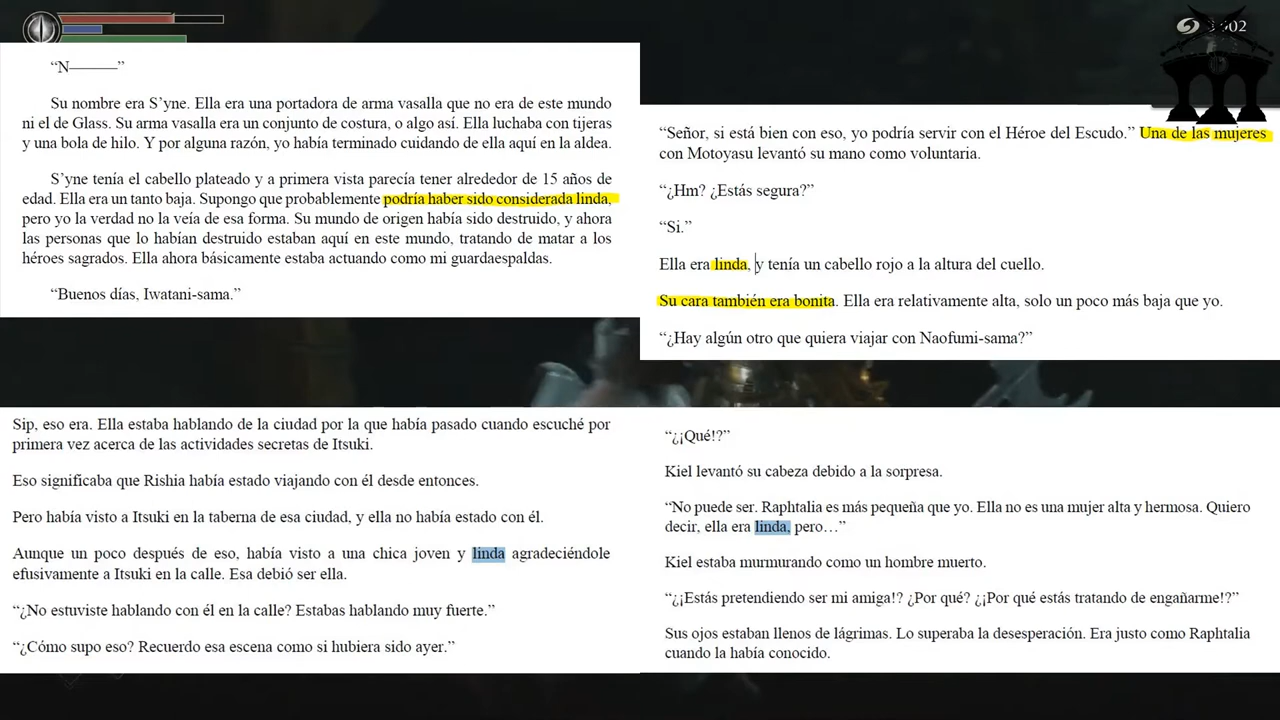 3 902
“N———”
Su nombre era S’yne. Ella era una portadora de arma vasalla que no era de este mundo
ni el de Glass. Su arma vasalla era un conjunto de costura, o algo así. Ella luchaba con tijeras
y una bola de hilo. Y por alguna razón, yo había terminado cuidando de ella aquí en la aldea.
S’yne tenía el cabello plateado y a primera vista parecía tener alrededor de 15 años de
edad. Ella era un tanto baja. Supongo que probablemente podría haber sido considerada linda,
pero yo la verdad no la veía de esa forma. Su mundo de origen había sido destruido, y ahora
las personas que lo habían destruido estaban aquí en este mundo, tratando de matar a los
héroes sagrados. Ella ahora básicamente estaba actuando como mi guardaespaldas.
“Buenos días, Iwatani-sama.”
“Señor, si está bien con eso, yo podría servir con el Héroe del Escudo.” Una de las mujeres
con Motoyasu levantó su mano como voluntaria.
“¿Hm? ¿Estás segura?”
“Si.”
Ella era linda, y tenía un cabello rojo a la altura del cuello.
Su cara también era bonita. Ella era relativamente alta, solo un poco más baja que yo.
“¿Hay algún otro que quiera viajar con Naofumi-sama?”
Sip, eso era. Ella estaba hablando de la ciudad por la que había pasado cuando escuché por
primera vez acerca de las actividades secretas de Itsuki.
Eso significaba que Rishia había estado viajando con él desde entonces.
Pero había visto a Itsuki en la taberna de esa ciudad, y ella no había estado con él.
Aunque un poco después de eso, había visto a una chica joven y linda agradeciéndole
efusivamente a Itsuki en la calle. Esa debió ser ella.
“¿No estuviste hablando con él en la calle? Estabas hablando muy fuerte.”
“¿Cómo supo eso? Recuerdo esa escena como si hubiera sido ayer.”
“¿¡Qué!?”
Kiel levantó su cabeza debido a la sorpresa.
“No puede ser. Raphtalia es más pequeña que yo. Ella no es una mujer alta y hermosa. Quiero
decir, ella era linda, pero…”
Kiel estaba murmurando como un hombre muerto.
“¿¡Estás pretendiendo ser mi amiga!? ¿Por qué? ¿¡Por qué estás tratando de engañarme!?”
Sus ojos estaban llenos de lágrimas. Lo superaba la desesperación. Era justo como Raphtalia
cuando la había conocido.